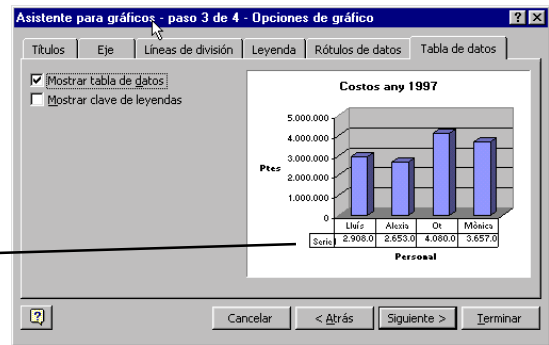 Asistente para gráficos - paso 3 de 4 - Opciones de gráfico
Títulos Eje Líneas de división Leyenda Rótulos de datos Tabla de datos
Mostrar tabla de datos
Mostrar clave de leyendas
Costos any 1997
5.000.000
4.000.000
3.000.000
Ptes
2.000.000
1.000.000
0
Lluís Alexia Ot Mònica
Serie 2.908.0 2.653.0 4.080.0 3.657.0
Personal
Cancelar < Atrás Siguiente > Terminar